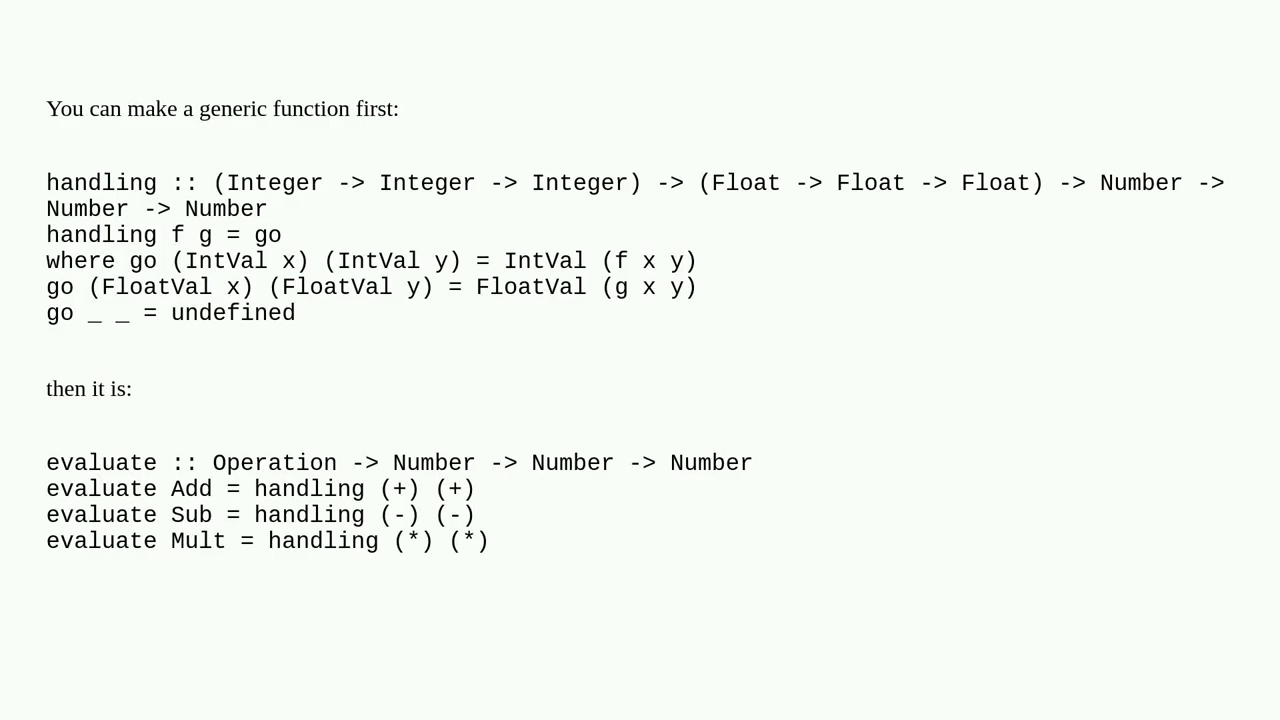 You can make a generic function first:
handling :: (Integer -> Integer -> Integer) -> (Float -> Float -> Float) -> Number ->
Number -> Number
handling f g = go
where go (IntVal x) (IntVal y) = IntVal (f x y)
go (FloatVal x) (FloatVal y) = FloatVal (g x y)
go _ _ = undefined
then it is:
evaluate :: Operation -> Number -> Number -> Number
evaluate Add = handling (+) (+)
evaluate Sub = handling (-) (-)
evaluate Mult = handling (*) (*)